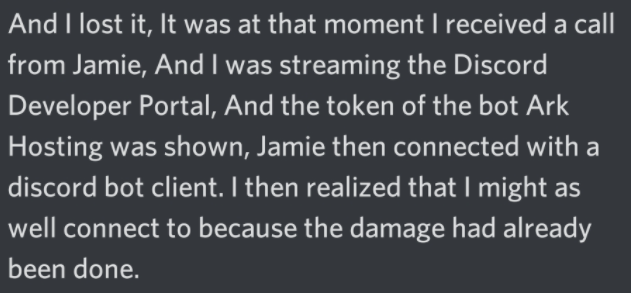 And I lost it, It was at that moment I received a call
from Jamie, And I was streaming the Discord
Developer Portal, And the token of the bot Ark
Hosting was shown, Jamie then connected with a
discord bot client. I then realized that I might as
well connect to because the damage had already
been done.